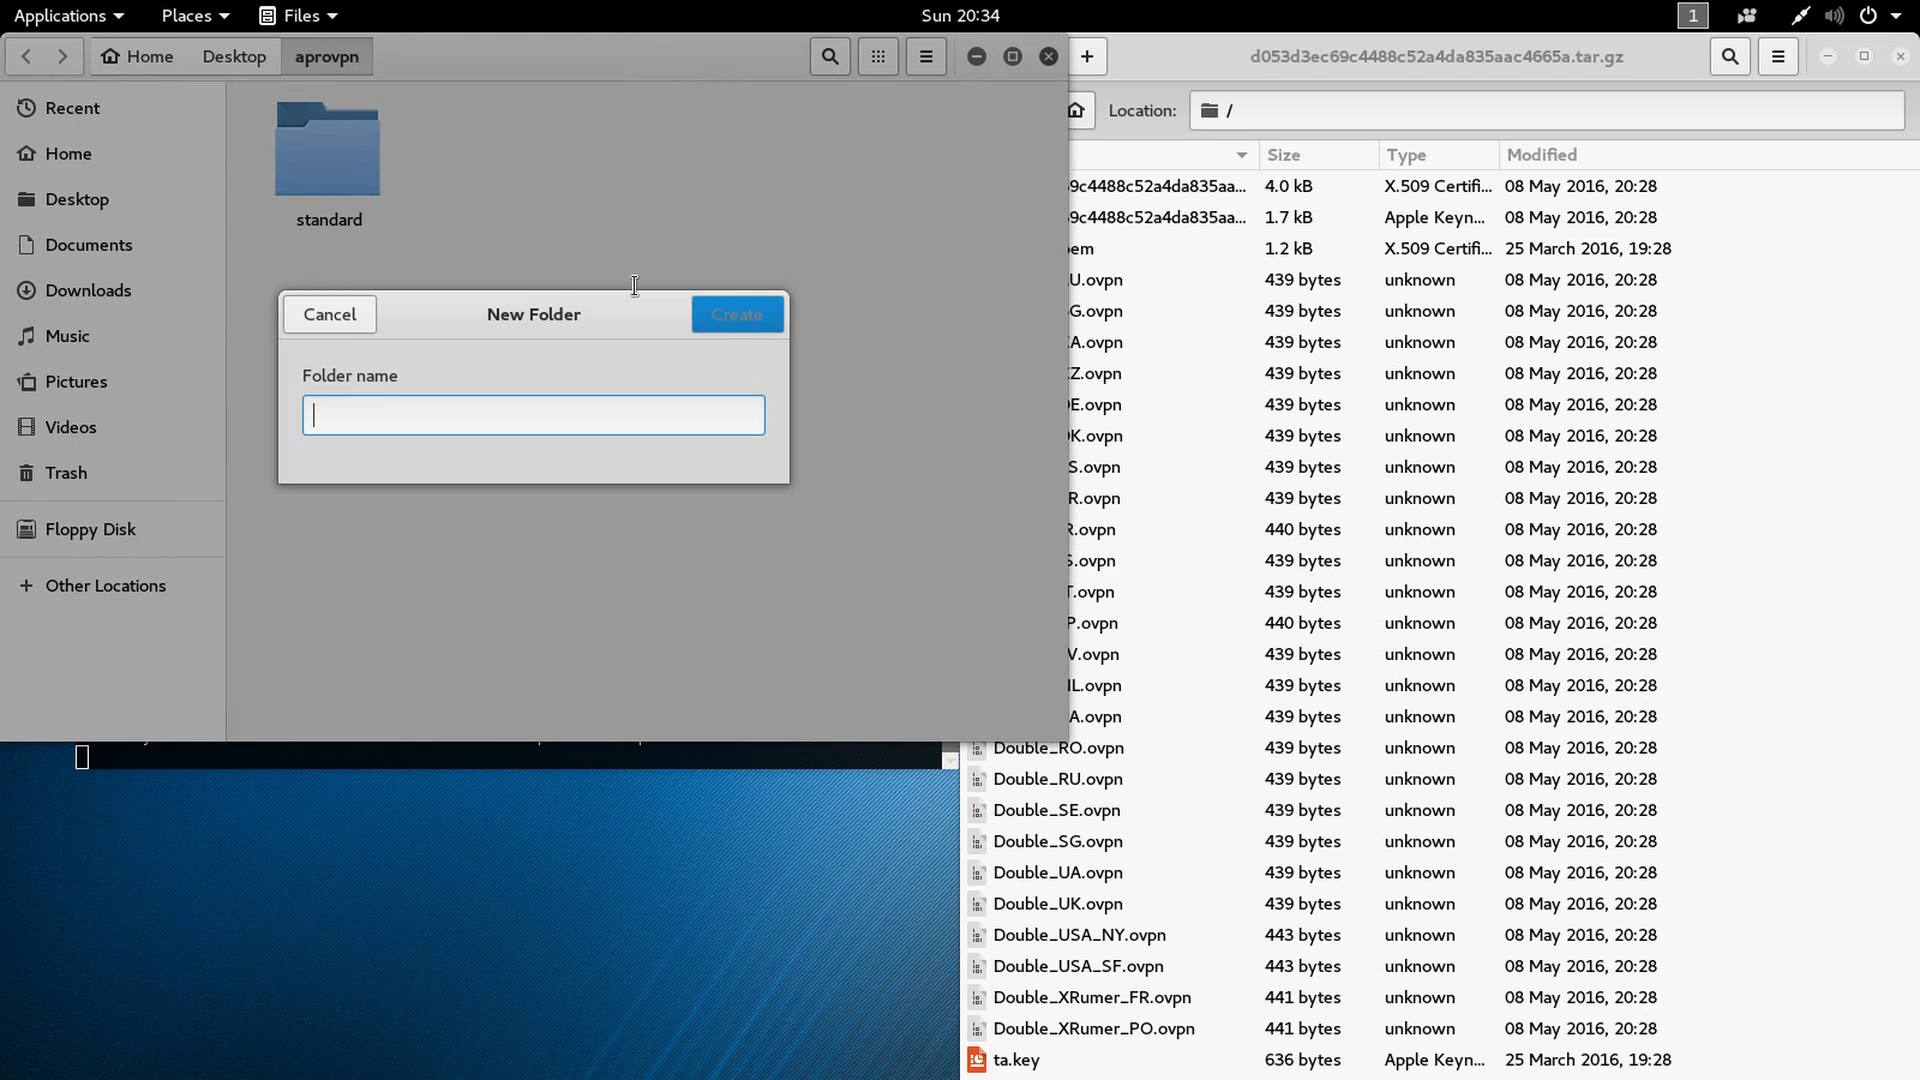 Applications Places Files Sun 20:34 1
Home Desktop aprovpn
d053d3ec69c4488c52a4da835aac4665a.tar.gz
Location: /
Recent
Home
Desktop
Documents
Downloads
Music
Pictures
Videos
Trash
Floppy Disk
Other Locations
standard
Cancel New Folder Create
Folder name
Size Type Modified
9c4488c52a4da835aa... 4.0 kB X.509 Certifi... 08 May 2016, 20:28
9c4488c52a4da835aa... 1.7 kB Apple Keyn... 08 May 2016, 20:28
pem 1.2 kB X.509 Certifi... 25 March 2016, 19:28
U.ovpn 439 bytes unknown 08 May 2016, 20:28
G.ovpn 439 bytes unknown 08 May 2016, 20:28
CA.ovpn 439 bytes unknown 08 May 2016, 20:28
CZ.ovpn 439 bytes unknown 08 May 2016, 20:28
DE.ovpn 439 bytes unknown 08 May 2016, 20:28
DK.ovpn 439 bytes unknown 08 May 2016, 20:28
S.ovpn 439 bytes unknown 08 May 2016, 20:28
R.ovpn 439 bytes unknown 08 May 2016, 20:28
R.ovpn 440 bytes unknown 08 May 2016, 20:28
S.ovpn 439 bytes unknown 08 May 2016, 20:28
T.ovpn 439 bytes unknown 08 May 2016, 20:28
P.ovpn 440 bytes unknown 08 May 2016, 20:28
V.ovpn 439 bytes unknown 08 May 2016, 20:28
NL.ovpn 439 bytes unknown 08 May 2016, 20:28
A.ovpn 439 bytes unknown 08 May 2016, 20:28
Double_RO.ovpn 439 bytes unknown 08 May 2016, 20:28
Double_RU.ovpn 439 bytes unknown 08 May 2016, 20:28
Double_SE.ovpn 439 bytes unknown 08 May 2016, 20:28
Double_SG.ovpn 439 bytes unknown 08 May 2016, 20:28
Double_UA.ovpn 439 bytes unknown 08 May 2016, 20:28
Double_UK.ovpn 439 bytes unknown 08 May 2016, 20:28
Double_USA_NY.ovpn 443 bytes unknown 08 May 2016, 20:28
Double_USA_SF.ovpn 443 bytes unknown 08 May 2016, 20:28
Double_XRumer_FR.ovpn 441 bytes unknown 08 May 2016, 20:28
Double_XRumer_PO.ovpn 441 bytes unknown 08 May 2016, 20:28
ta.key 636 bytes Apple Keyn... 25 March 2016, 19:28